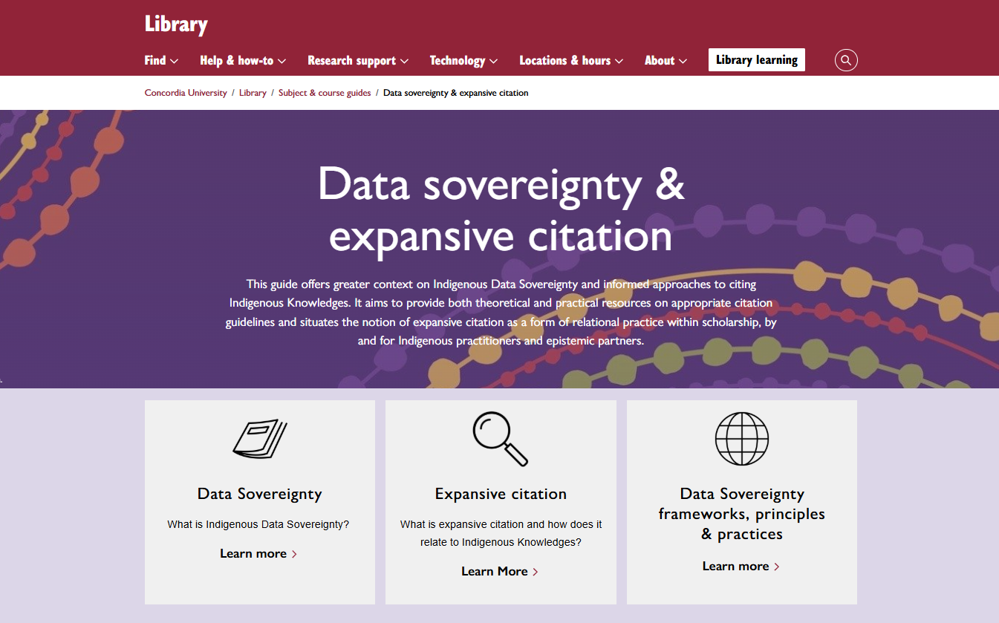 Library
Find
Help & how-to
Research support
Technology
Locations & hours
About
Library learning
Concordia University / Library / Subject & course guides / Data sovereignty & expansive citation
Data sovereignty &
expansive citation
This guide offers greater context on Indigenous Data Sovereignty and informed approaches to citing
Indigenous Knowledges. It aims to provide both theoretical and practical resources on appropriate citation
guidelines and situates the notion of expansive citation as a form of relational practice within scholarship, by
and for Indigenous practitioners and epistemic partners.
Data Sovereignty
What is Indigenous Data Sovereignty?
Learn more
Expansive citation
What is expansive citation and how does it
relate to Indigenous Knowledges?
Learn More
Data Sovereignty
frameworks, principles
& practices
Learn more